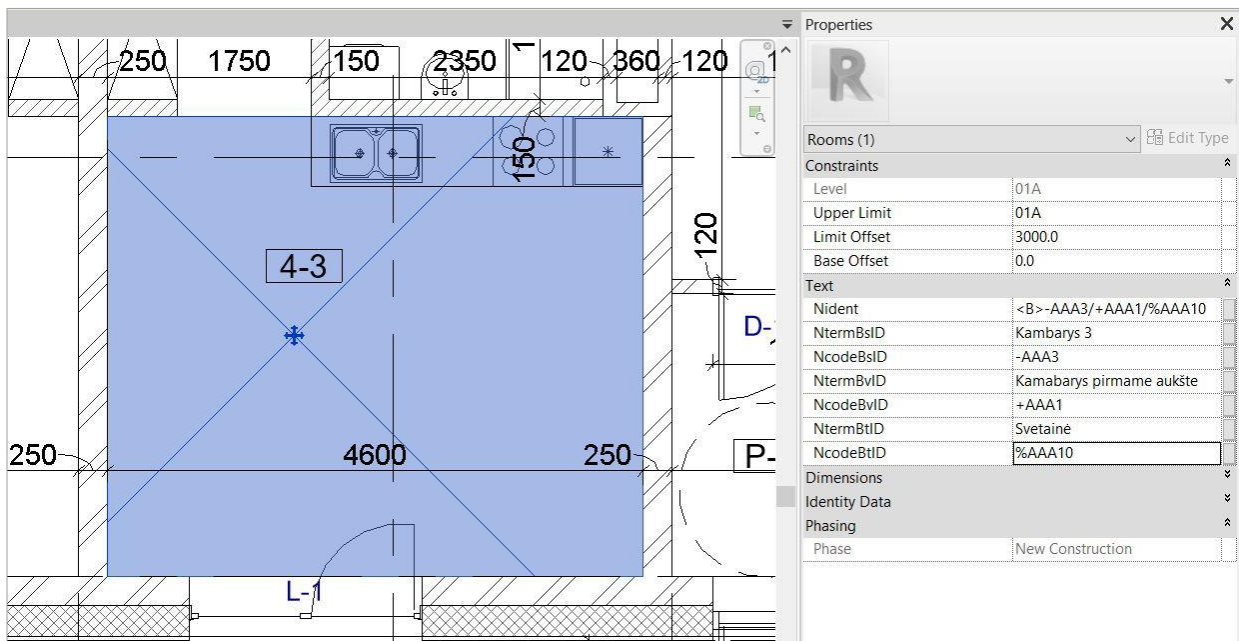 Properties
250 1750 150 2350 120 360 120
2D
R
150
Rooms (1) Edit Type
Constraints
Level 01A
Upper Limit 01A
Limit Offset 3000.0
Base Offset 0.0
120
4-3
Text
Nident <B>-AAA3/+AAA1/%AAA10
NtermBsID Kambarys 3
NcodeBsID -AAA3
NtermBvID Kamabarys pirmame aukšte
NcodeBvID +AAA1
NtermBtID Svetainė
NcodeBtID %AAA10
D-
250 4600 250 P-
Dimensions
Identity Data
Phasing
Phase New Construction
L-1